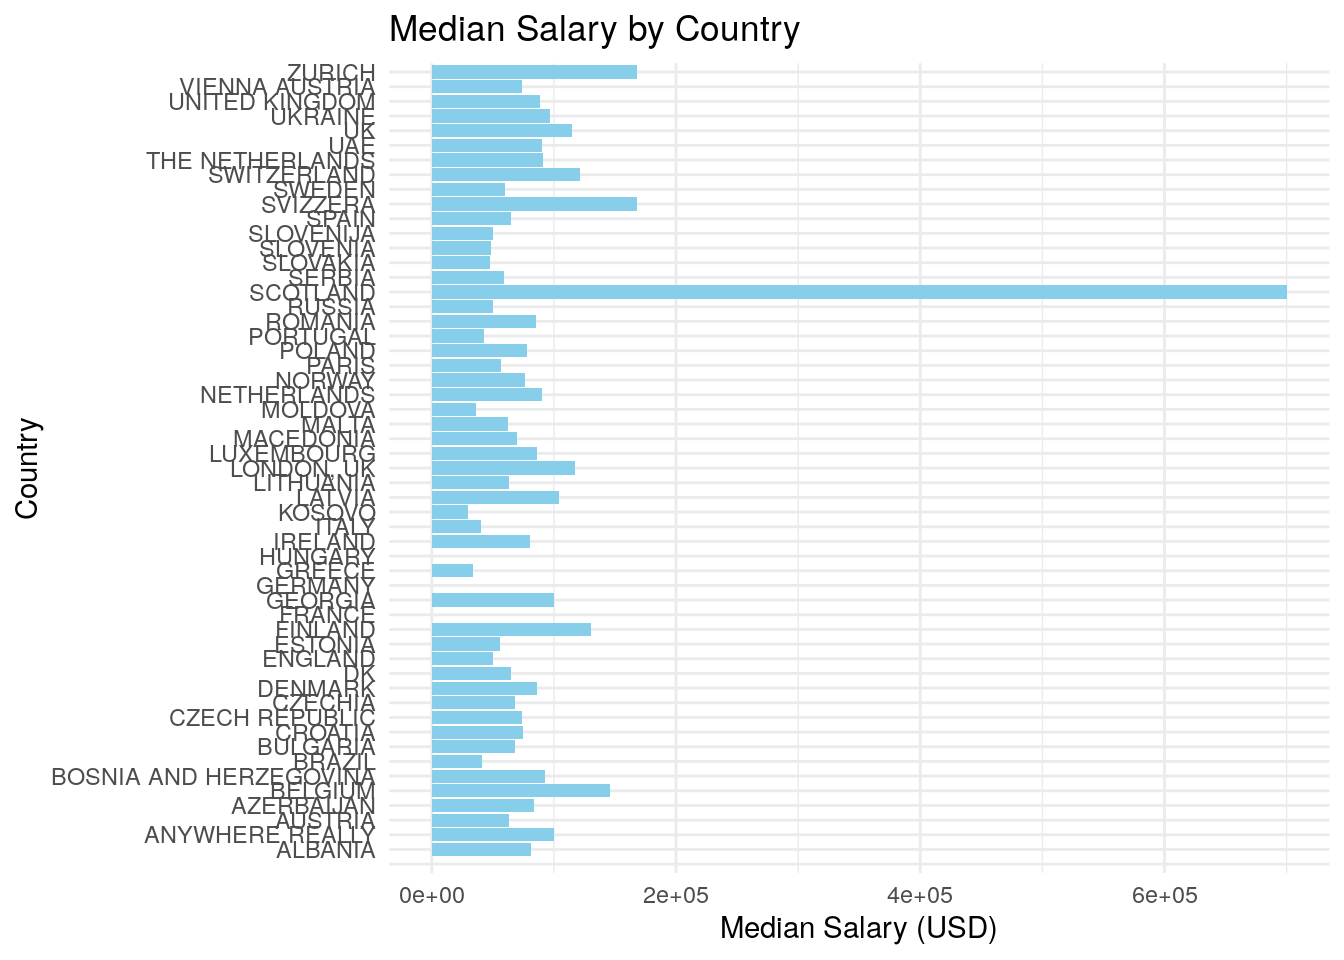 Median Salary by Country
ZURICH
VIENNA AUSTRIA
UNITED KINGDOM
UKRAINE
UK
UAE
THE NETHERLANDS
SWITZERLAND
SWEDEN
SVIZZERA
SPAIN
SLOVENIJA
SLOVENIA
SLOVAKIA
SERBIA
SCOTLAND
RUSSIA
ROMANIA
PORTUGAL
POLAND
PARIS
NORWAY
NETHERLANDS
MOLDOVA
MALTA
MACEDONIA
LUXEMBOURG
LONDON, UK
LITHUANIA
LATVIA
KOSOVO
ITALY
IRELAND
HUNGARY
GREECE
GERMANY
GEORGIA
FRANCE
FINLAND
ESTONIA
ENGLAND
DK
DENMARK
CZECHIA
CZECH REPUBLIC
CROATIA
BULGARIA
BRAZIL
BOSNIA AND HERZEGOVINA
BELGIUM
AZERBAIJAN
AUSTRIA
ANYWHERE REALLY
ALBANIA
Country
0e+00 2e+05 4e+05 6e+05
Median Salary (USD)